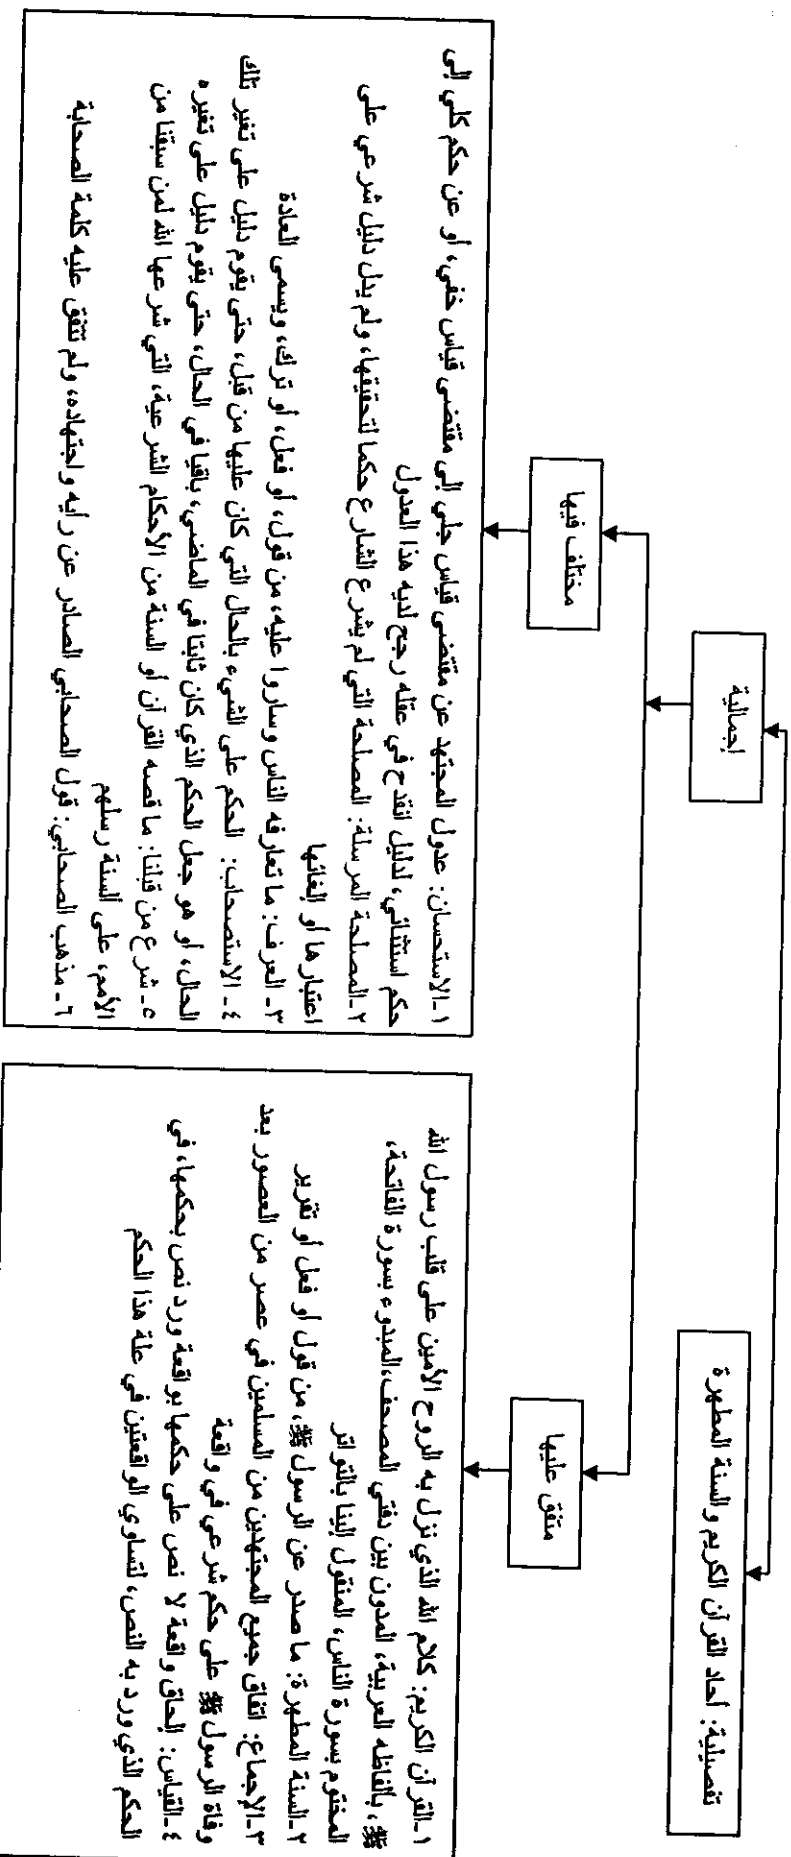 تفصيلية: آحاد القرآن الكريم والسنة المطهرة
إجمالية
متفق عليها
مختلف فيها
١-القرآن الكريم: كلام الله الذي نزل به الروح الأمين على قلب رسول الله
ﷺ، بألفاظه العربية، المدون بين دفتي المصحف،المبدوء بسورة الفاتحة،
المختوم بسورة الناس، المنقول إلينا بالتواتر
٢-السنة المطهرة: ما صدر عن الرسول ﷺ، من قول أو فعل أو تقرير
٣-الإجماع: اتفاق جميع المجتهدين من المسلمين في عصر من العصور بعد
وفاة الرسول ﷺ على حكم شرعي في واقعة
٤-القياس: إلحاق واقعة لا نص على حكمها بواقعة ورد نص بحكمها، في
الحكم الذي ورد به النص، لتساوي الواقعتين في علة هذا الحكم
١-الاستحسان: عدول المجتهد عن مقتضى قياس جلي إلى مقتضى قياس خفي، أو عن حكم كلي إلى
حكم استثنائي، لدليل انقدح في عقله رجح لديه هذا العدول
٢-المصلحة المرسلة: المصلحة التي لم يشرع الشارع حكما لتحقيقها، ولم يدل دليل شرعي على
اعتبارها أو إلغائها
٣- العرف: ما تعارفه الناس وساروا عليه، من قول، أو فعل، أو ترك، ويسمى العادة
٤- الاستصحاب: الحكم على الشيء بالحال التي كان عليها من قبل، حتى يقوم دليل على تغير تلك
الحال، أو هو جعل الحكم الذي كان ثابتا في الماضي، باقيا في الحال، حتى يقوم دليل على تغيره
٥- شرع من قبلنا: ما قصه القرآن أو السنة من الأحكام الشرعية، التي شرعها الله لمن سبقنا من
الأمم، على ألسنة رسلهم
٦- مذهب الصحابي: قول الصحابي الصادر عن رأيه واجتهاده، ولم تتفق عليه كلمة الصحابة